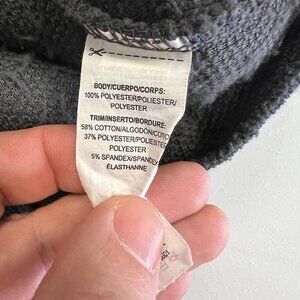 BODY/CUERPO/CORPS:
100% POLYESTER/POLIESTER/
POLYESTER
TRIM/INSERTO/BORDURE:
58% COTTON/ALGODÓN/COTO
37% POLYESTER/POLIESTER/
POLYESTER
5% SPANDEX/SPANDEX/
ÉLASTHANNE